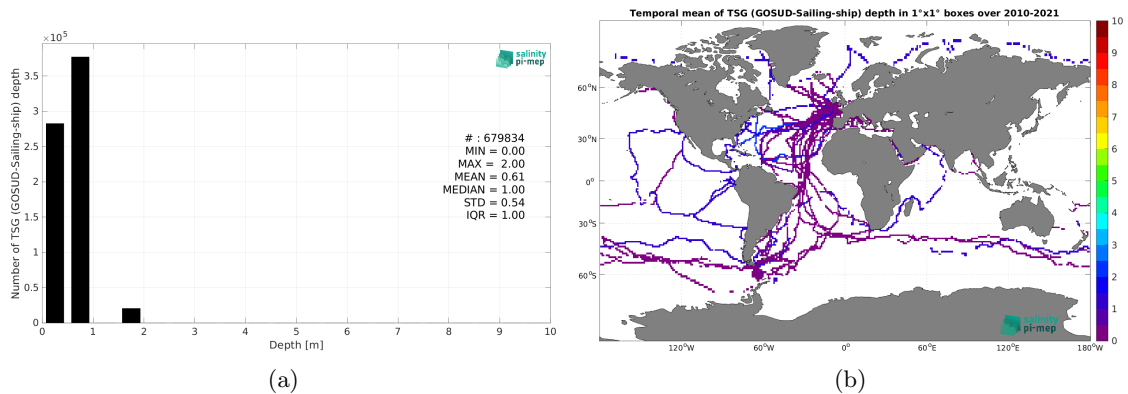 ×10⁵
3.5
3
2.5
2
1.5
1
0.5
0
0 1 2 3 4 5 6 7 8 9 10
Number of TSG (GOSUD-Sailing-ship) depth
Depth [m]
salinity
pi-mep
# : 679834
MIN = 0.00
MAX = 2.00
MEAN = 0.61
MEDIAN = 1.00
STD = 0.54
IQR = 1.00
(a)
Temporal mean of TSG (GOSUD-Sailing-ship) depth in 1°x1° boxes over 2010-2021
60°N
30°N
0°
30°S
60°S
120°W 60°W 0° 60°E 120°E 180°W
salinity
pi-mep
10
9
8
7
6
5
4
3
2
1
0
(b)